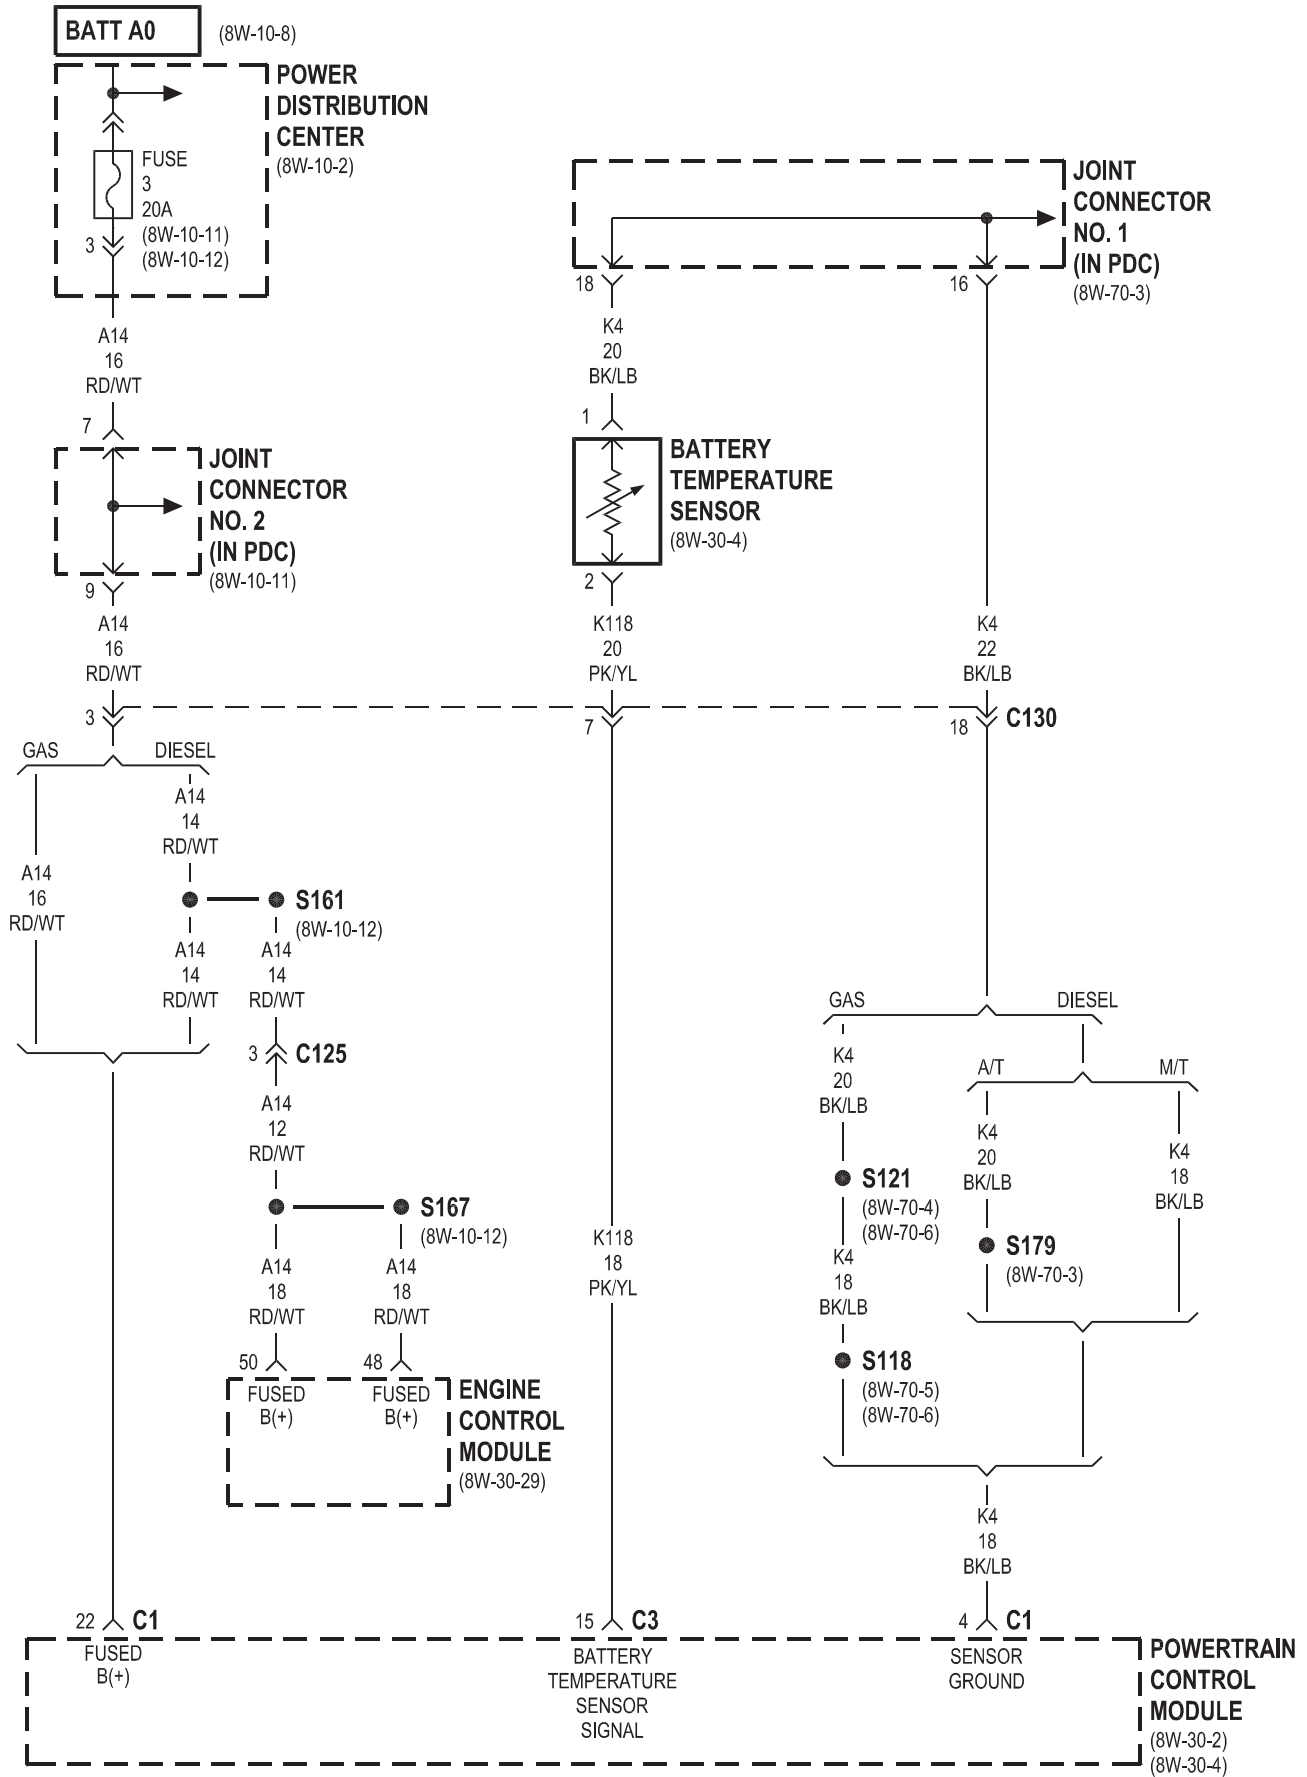 BATT A0
(8W-10-8)
POWER
DISTRIBUTION
CENTER
(8W-10-2)
FUSE
3
20A
(8W-10-11)
(8W-10-12)
3
A14
16
RD/WT
7
JOINT
CONNECTOR
NO. 2
(IN PDC)
(8W-10-11)
9
A14
16
RD/WT
3
JOINT
CONNECTOR
NO. 1
(IN PDC)
(8W-70-3)
18
16
K4
20
BK/LB
1
BATTERY
TEMPERATURE
SENSOR
(8W-30-4)
2
K118
20
PK/YL
7
K4
22
BK/LB
18
C130
GAS
DIESEL
A14
16
RD/WT
A14
14
RD/WT
S161
(8W-10-12)
A14
14
RD/WT
A14
14
RD/WT
3
C125
A14
12
RD/WT
S167
(8W-10-12)
A14
18
RD/WT
A14
18
RD/WT
50
48
FUSED
B(+)
FUSED
B(+)
ENGINE
CONTROL
MODULE
(8W-30-29)
K118
18
PK/YL
GAS
DIESEL
K4
20
BK/LB
A/T
M/T
S121
(8W-70-4)
(8W-70-6)
K4
20
BK/LB
K4
18
BK/LB
S179
(8W-70-3)
K4
18
BK/LB
S118
(8W-70-5)
(8W-70-6)
K4
18
BK/LB
22
C1
15
C3
4
C1
FUSED
B(+)
BATTERY
TEMPERATURE
SENSOR
SIGNAL
SENSOR
GROUND
POWERTRAIN
CONTROL
MODULE
(8W-30-2)
(8W-30-4)